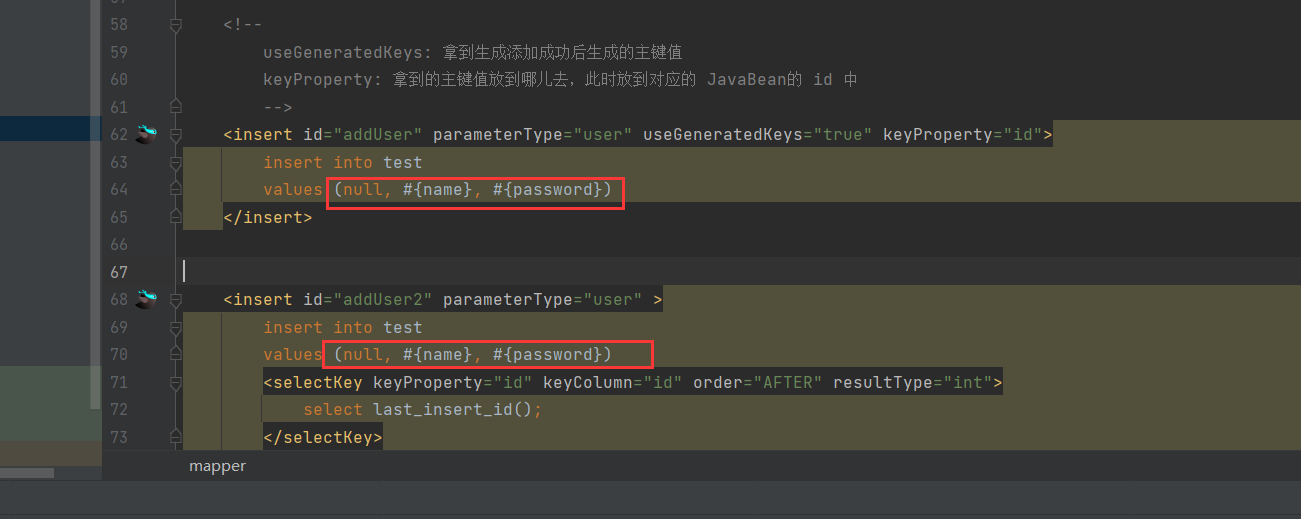 58 <!--
59 useGeneratedKeys: 拿到生成添加成功后生成的主键值
60 keyProperty: 拿到的主键值放到哪儿去，此时放到对应的 JavaBean的 id 中
61 -->
62 <insert id="addUser" parameterType="user" useGeneratedKeys="true" keyProperty="id">
63 insert into test
64 values (null, #{name}, #{password})
65 </insert>
66
67
68 <insert id="addUser2" parameterType="user" >
69 insert into test
70 values (null, #{name}, #{password})
71 <selectKey keyProperty="id" keyColumn="id" order="AFTER" resultType="int">
72 select last_insert_id();
73 </selectKey>
mapper